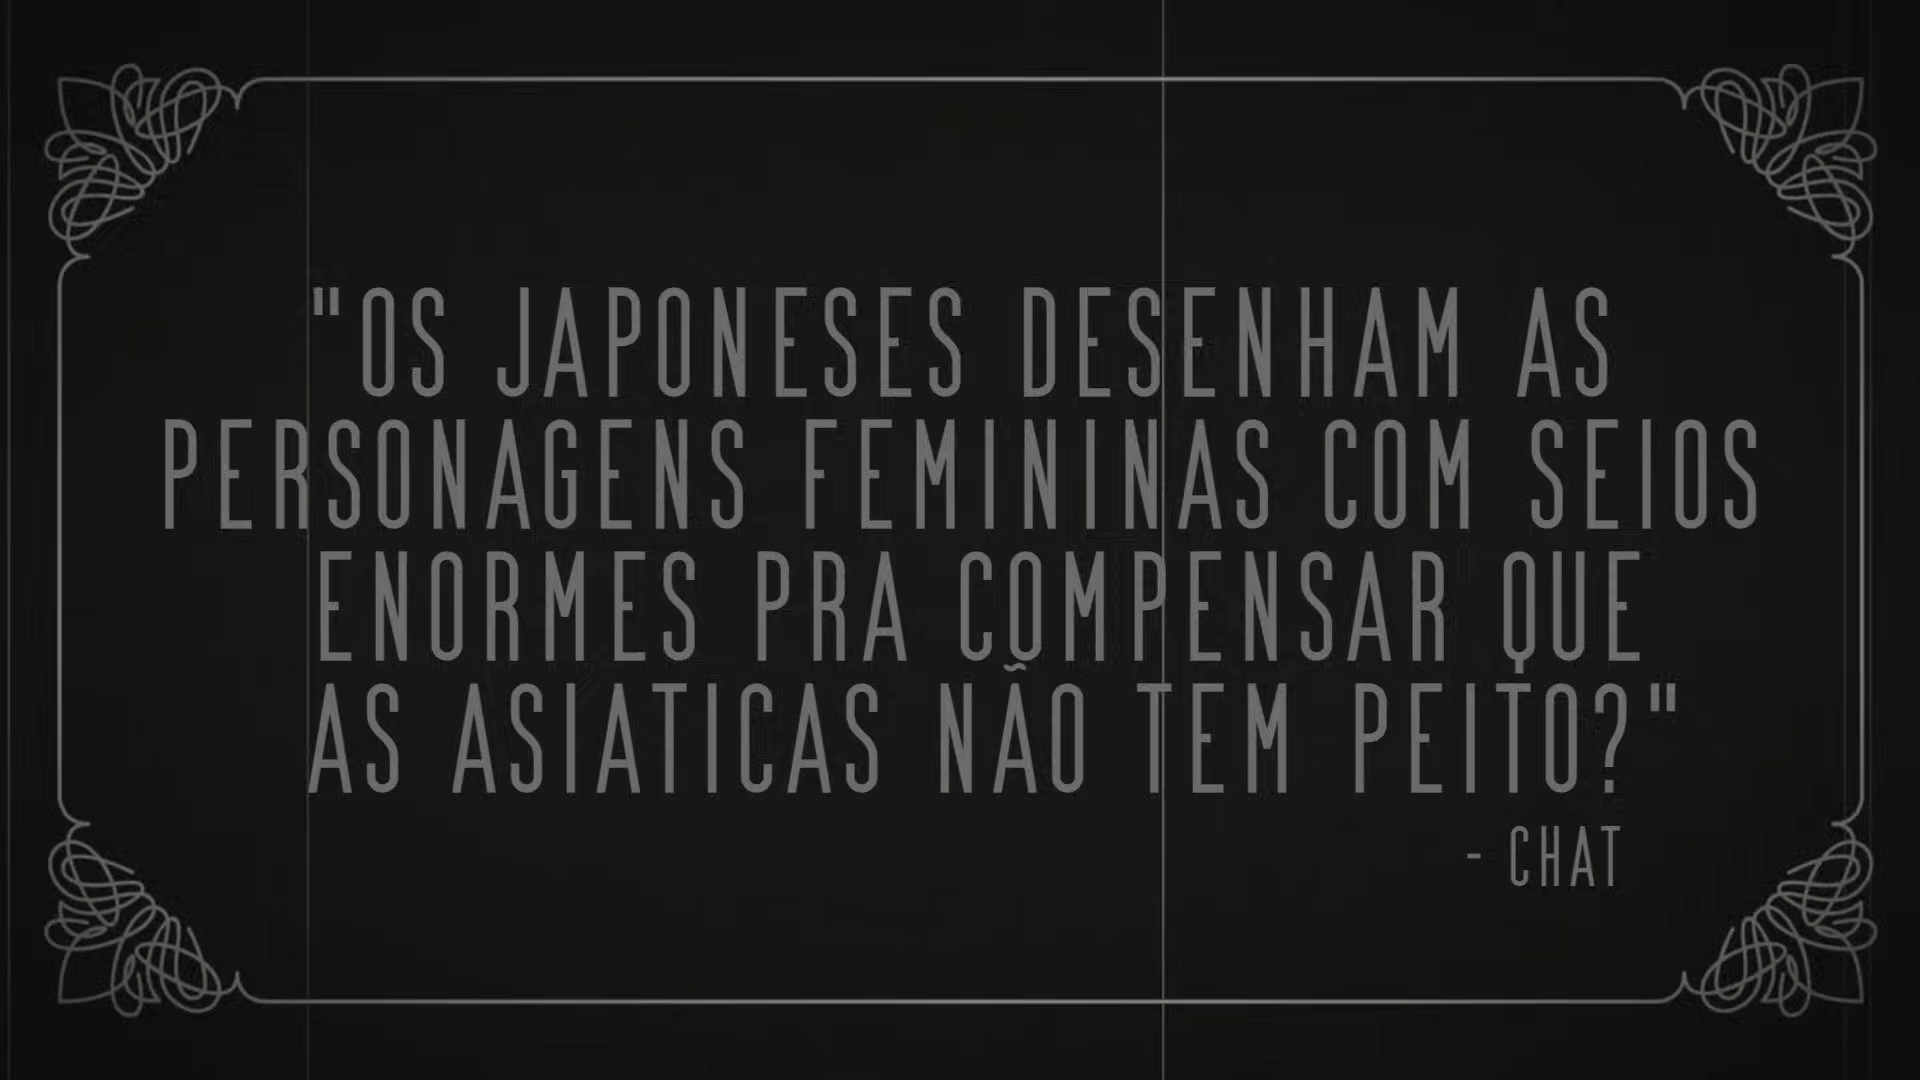 "OS JAPONESES DESENHAM AS
PERSONAGENS FEMININAS COM SEIOS
ENORMES PRA COMPENSAR QUE
AS ASIATICAS NÃO TEM PEITO?"
- CHAT